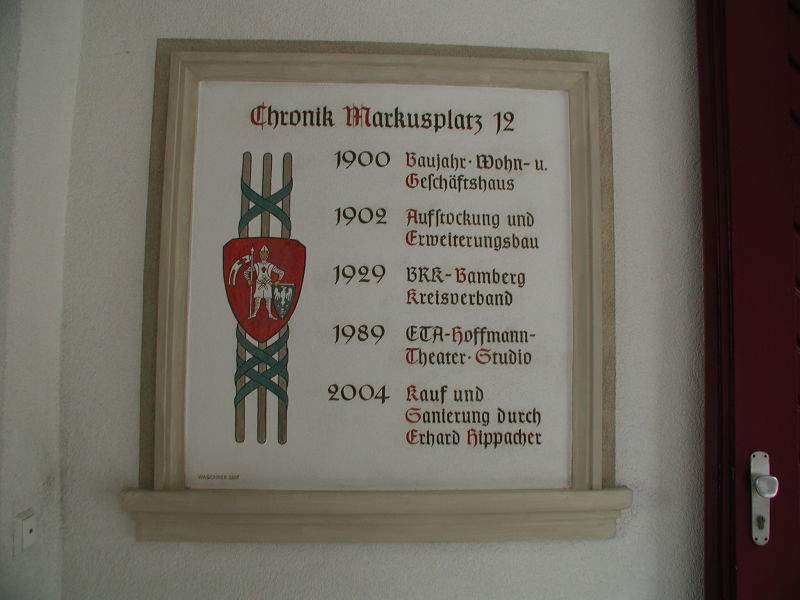 Chronik Markusplatz 12
1900 Baujahr · Wohn- u.
Geschäftshaus
1902 Aufstockung und
Erweiterungsbau
1929 BRK-Bamberg
Kreisverband
1989 ETA-Hoffmann-
Theater · Studio
2004 Kauf und
Sanierung durch
Erhard Hippacher